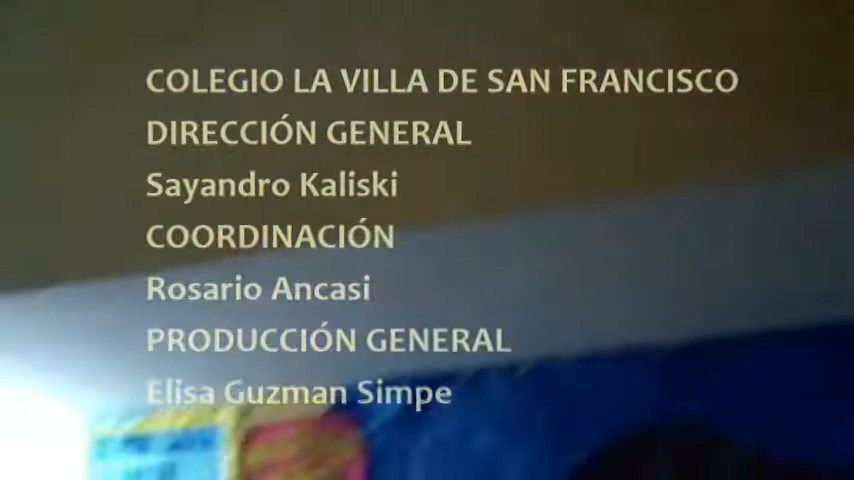 COLEGIO LA VILLA DE SAN FRANCISCO
DIRECCIÓN GENERAL
Sayandro Kaliski
COORDINACIÓN
Rosario Ancasi
PRODUCCIÓN GENERAL
Elisa Guzman Simpe